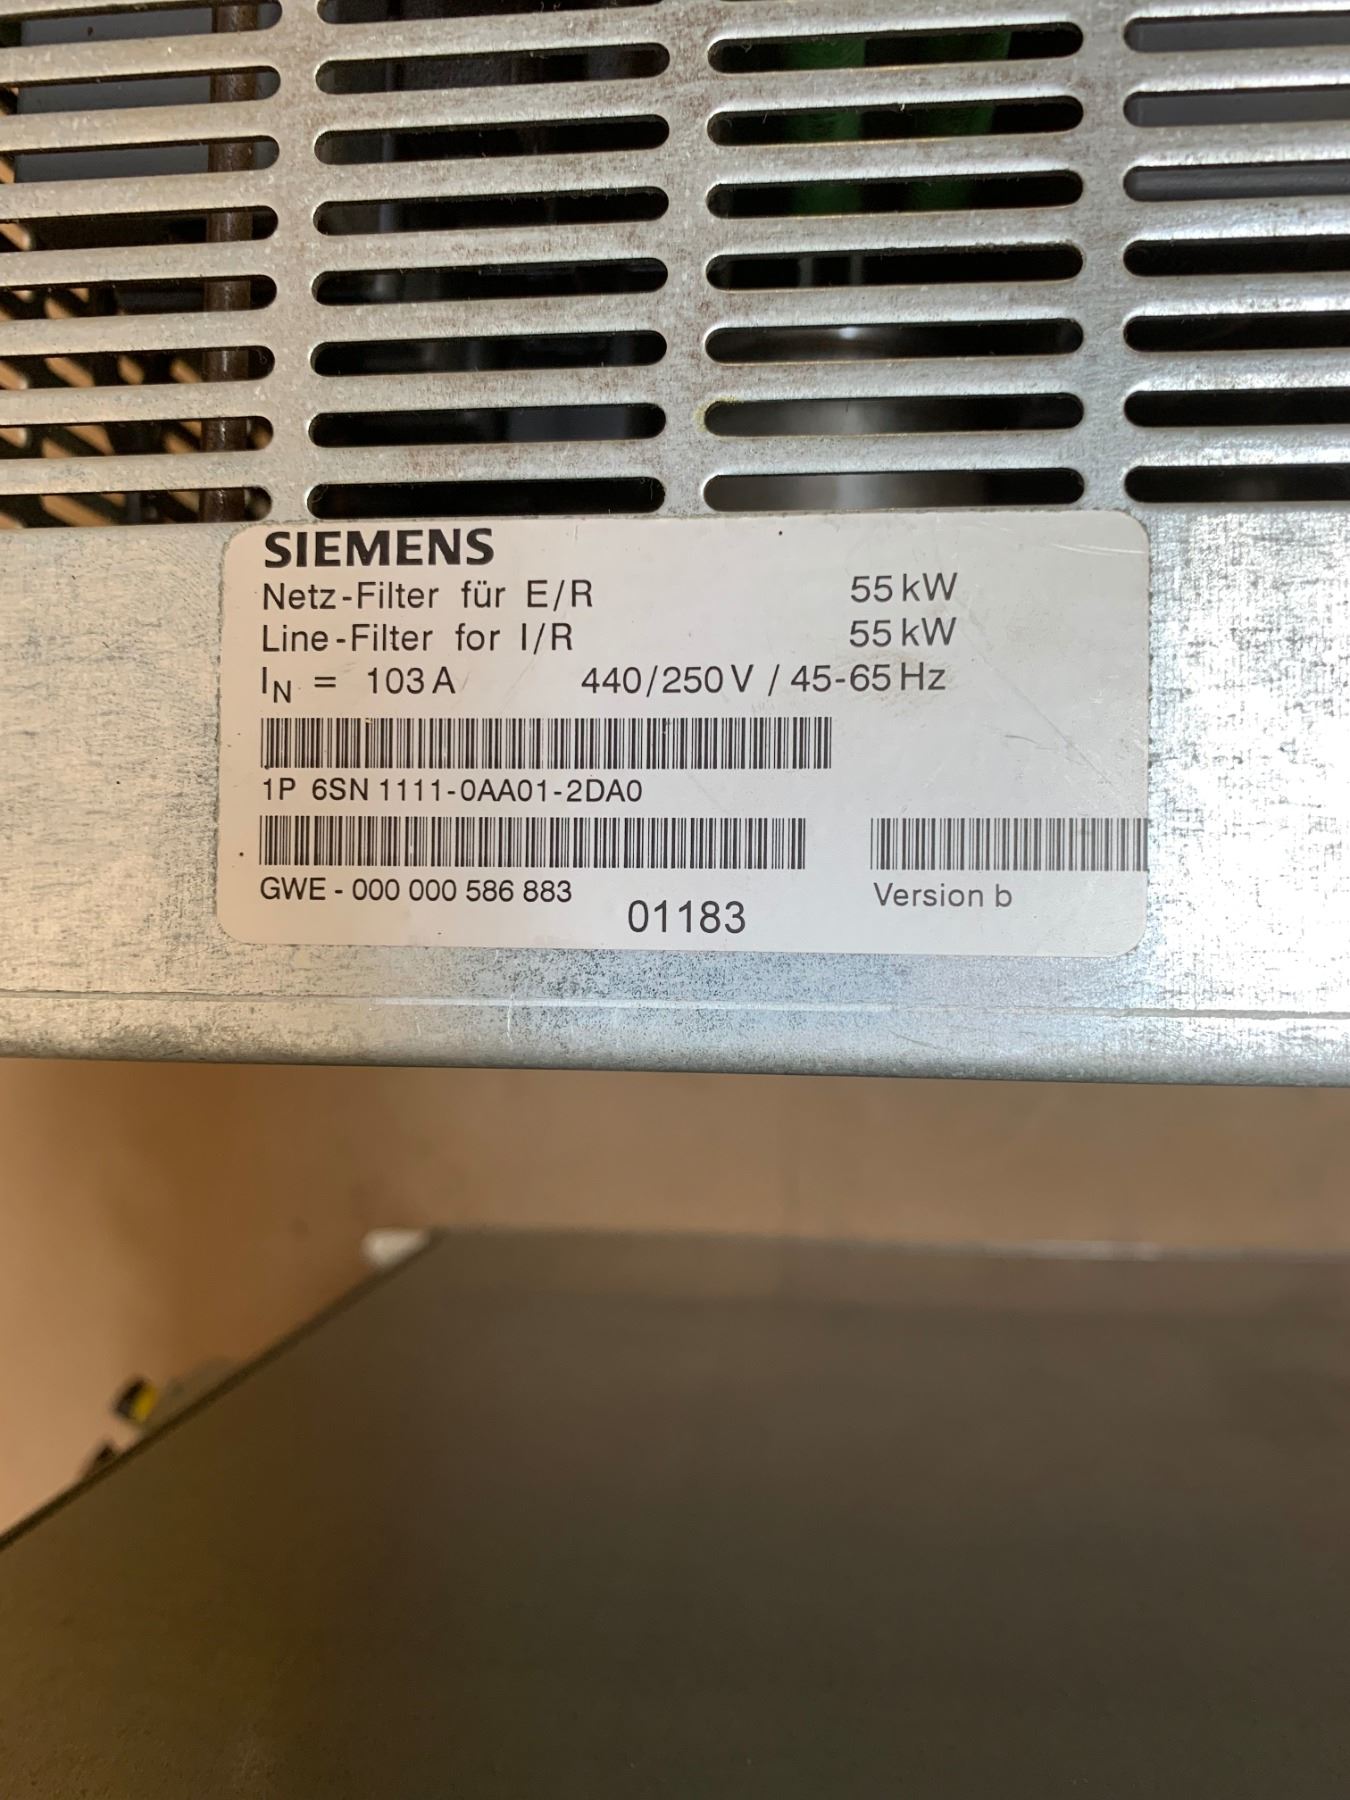 SIEMENS
Netz-Filter für E/R 55 kW
Line-Filter for I/R 55 kW
IN = 103 A 440/250 V / 45-65 Hz
1P 6SN 1111-0AA01-2DA0
GWE - 000 000 586 883
Version b
01183